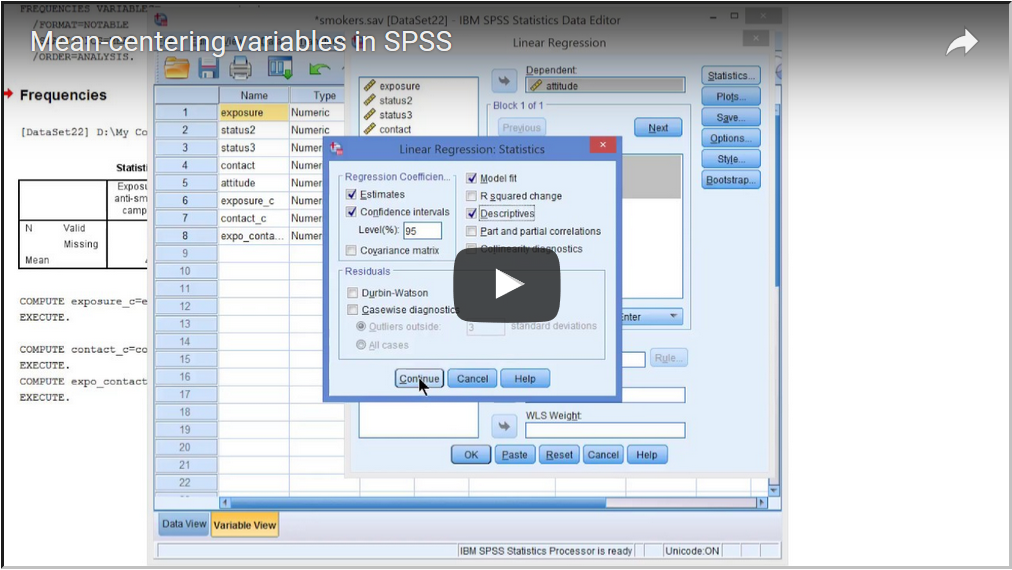 FREQUENCIES VARIABLES
/FORMAT=NOTABLE
/ORDER=ANALYSIS.
Mean-centering variables in SPSS
Frequencies
[DataSet22] D:\My Co
Statisti
Exposu
anti-sm
camp
N Valid
Missing
Mean
COMPUTE exposure_c=e
EXECUTE.
COMPUTE contact_c=co
EXECUTE.
COMPUTE expo_contact
EXECUTE.
*smokers.sav [DataSet22] - IBM SPSS Statistics Data Editor
Name Type
1 exposure Numeric
2 status2 Numeric
3 status3 Numer
4 contact Numer
5 attitude Numer
6 exposure_c Numer
7 contact_c Numer
8 expo_conta... Numer
9
10
11
12
13
14
15
16
17
18
19
20
21
22
Data View Variable View
IBM SPSS Statistics Processor is ready Unicode:ON
Linear Regression
exposure
status2
status3
contact
Dependent:
attitude
Block 1 of 1
Previous Next
Enter
Rule...
WLS Weight:
OK Paste Reset Cancel Help
Statistics...
Plots...
Save...
Options...
Style...
Bootstrap...
Linear Regression: Statistics
Regression Coefficien...
Estimates
Confidence intervals
Level(%): 95
Covariance matrix
Model fit
R squared change
Descriptives
Part and partial correlations
Collinearity diagnostics
Residuals
Durbin-Watson
Casewise diagnostics
Outliers outside: 3 standard deviations
All cases
Continue Cancel Help